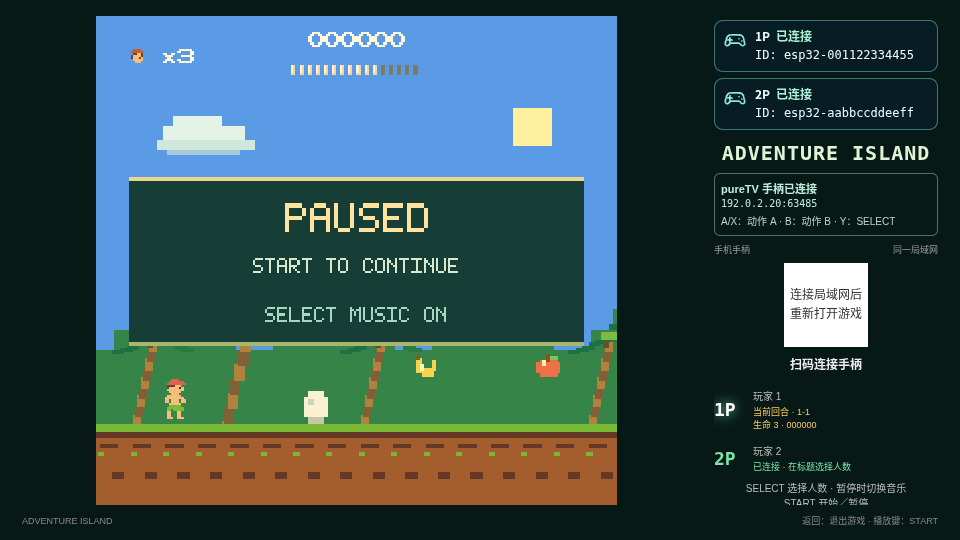 x3
000000
PAUSED
START TO CONTINUE
SELECT MUSIC ON
1P 已连接
ID: esp32-001122334455
2P 已连接
ID: esp32-aabbccddeeff
ADVENTURE ISLAND
pureTV 手柄已连接
192.0.2.20:63485
A/X：动作 A · B：动作 B · Y：SELECT
手机手柄 同一局域网
连接局域网后
重新打开游戏
扫码连接手柄
1P 玩家 1
当前回合 · 1-1
生命 3 · 000000
2P 玩家 2
已连接 · 在标题选择人数
SELECT 选择人数 · 暂停时切换音乐
START 开始／暂停
ADVENTURE ISLAND
返回：退出游戏 · 播放键：START